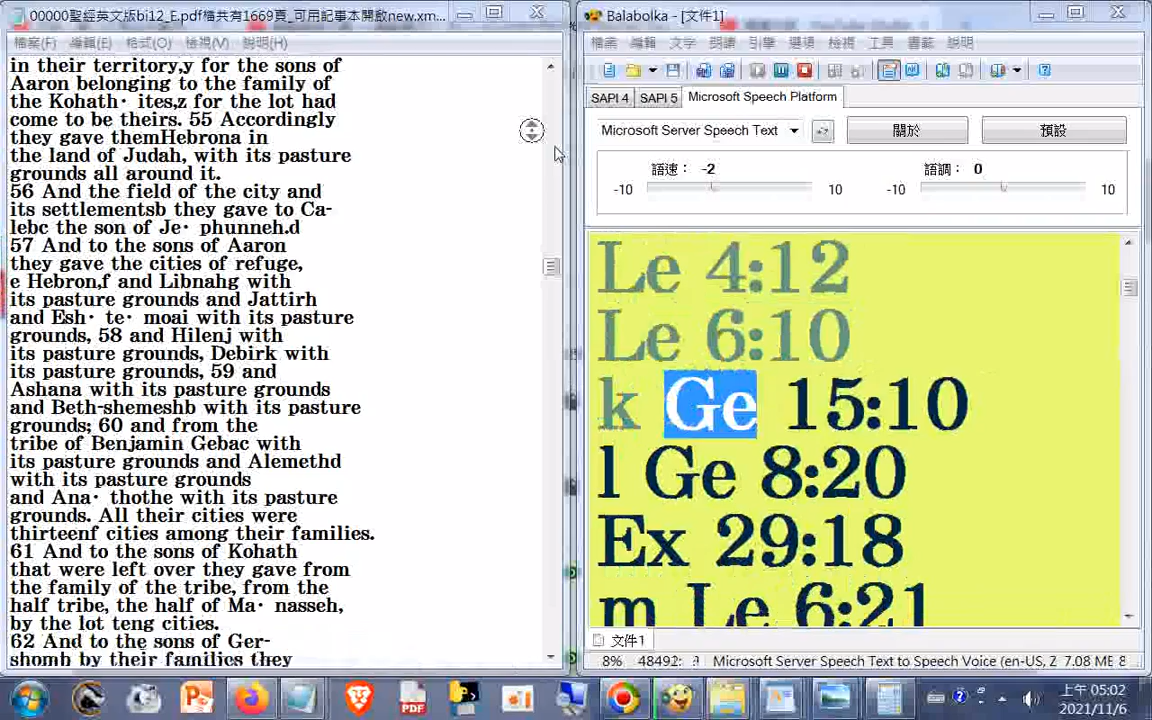 00000聖經英文版bi12_E.pdf檔共有1669頁_可用記事本開啟new.xm...
檔案(F) 編輯(E) 格式(O) 檢視(V) 說明(H)
in their territory,y for the sons of
Aaron belonging to the family of
the Kohath· ites,z for the lot had
come to be theirs. 55 Accordingly
they gave themHebrona in
the land of Judah, with its pasture
grounds all around it.
56 And the field of the city and
its settlementsb they gave to Ca-
lebc the son of Je· phunneh.d
57 And to the sons of Aaron
they gave the cities of refuge,
e Hebron,f and Libnahg with
its pasture grounds and Jattirh
and Esh· te· moai with its pasture
grounds, 58 and Hilenj with
its pasture grounds, Debirk with
its pasture grounds, 59 and
Ashana with its pasture grounds
and Beth-shemeshb with its pasture
grounds; 60 and from the
tribe of Benjamin Gebac with
its pasture grounds and Alemethd
with its pasture grounds
and Ana· thothe with its pasture
grounds. All their cities were
thirteenf cities among their families.
61 And to the sons of Kohath
that were left over they gave from
the family of the tribe, from the
half tribe, the half of Ma· nasseh,
by the lot teng cities.
62 And to the sons of Ger-
shomb by their families they
Balabolka - [文件1]
檔案 編輯 文字 朗讀 引擎 選項 檢視 工具 書籤 說明
SAPI 4 SAPI 5 Microsoft Speech Platform
Microsoft Server Speech Text 關於 預設
語速: -2 語調: 0
-10 10 -10 10
Le 4:12
Le 6:10
k Ge 15:10
l Ge 8:20
Ex 29:18
m Le 6:21
文件1
8% 48492: Microsoft Server Speech Text to Speech Voice (en-US, Z 7.08 MB 8
PDF
上午 05:02
2021/11/6